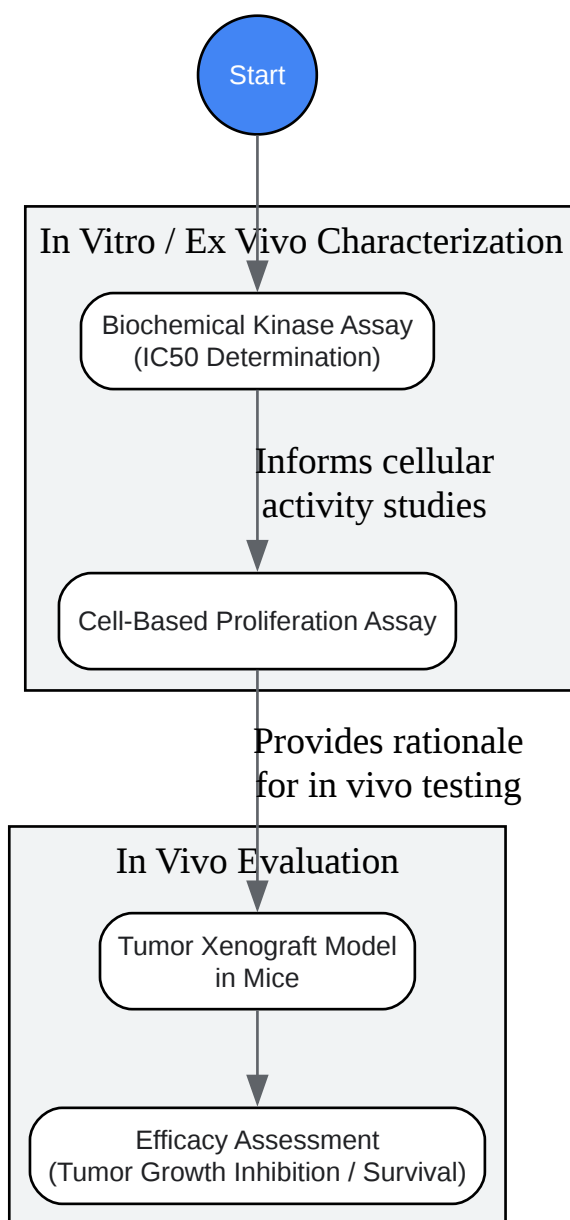 Start
In Vitro / Ex Vivo Characterization
Biochemical Kinase Assay
(IC50 Determination)
Informs cellular
activity studies
Cell-Based Proliferation Assay
Provides rationale
for in vivo testing
In Vivo Evaluation
Tumor Xenograft Model
in Mice
Efficacy Assessment
(Tumor Growth Inhibition / Survival)